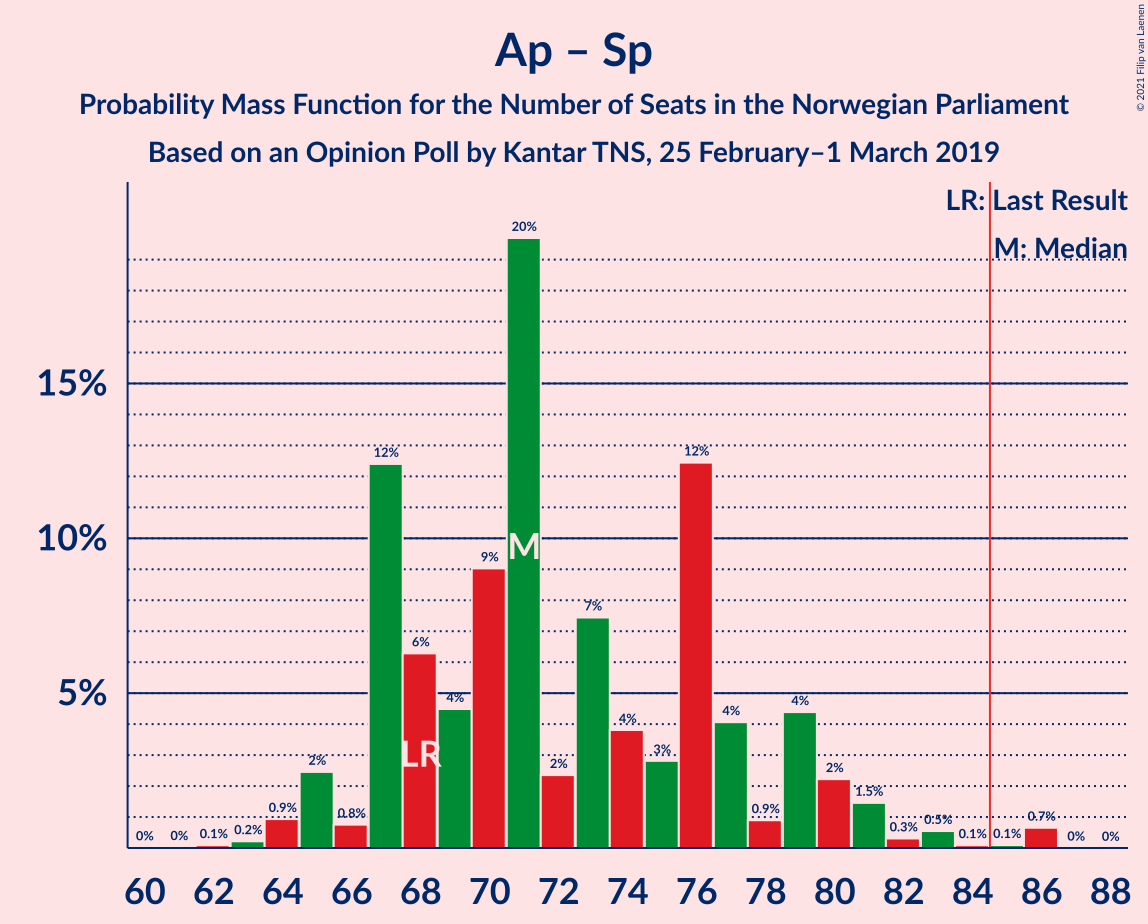 Ap – Sp
Probability Mass Function for the Number of Seats in the Norwegian Parliament
Based on an Opinion Poll by Kantar TNS, 25 February–1 March 2019
© 2021 Filip van Laenen
LR: Last Result
M: Median
15%
10%
5%
0% 0% 0.1% 0.2% 0.9% 2% 0.8% 12% 6% 4% 9% 20% 2% 7% 4% 3% 12% 4% 0.9% 4% 2% 1.5% 0.3% 0.5% 0.1% 0.1% 0.7% 0% 0%
LR
M
60 62 64 66 68 70 72 74 76 78 80 82 84 86 88